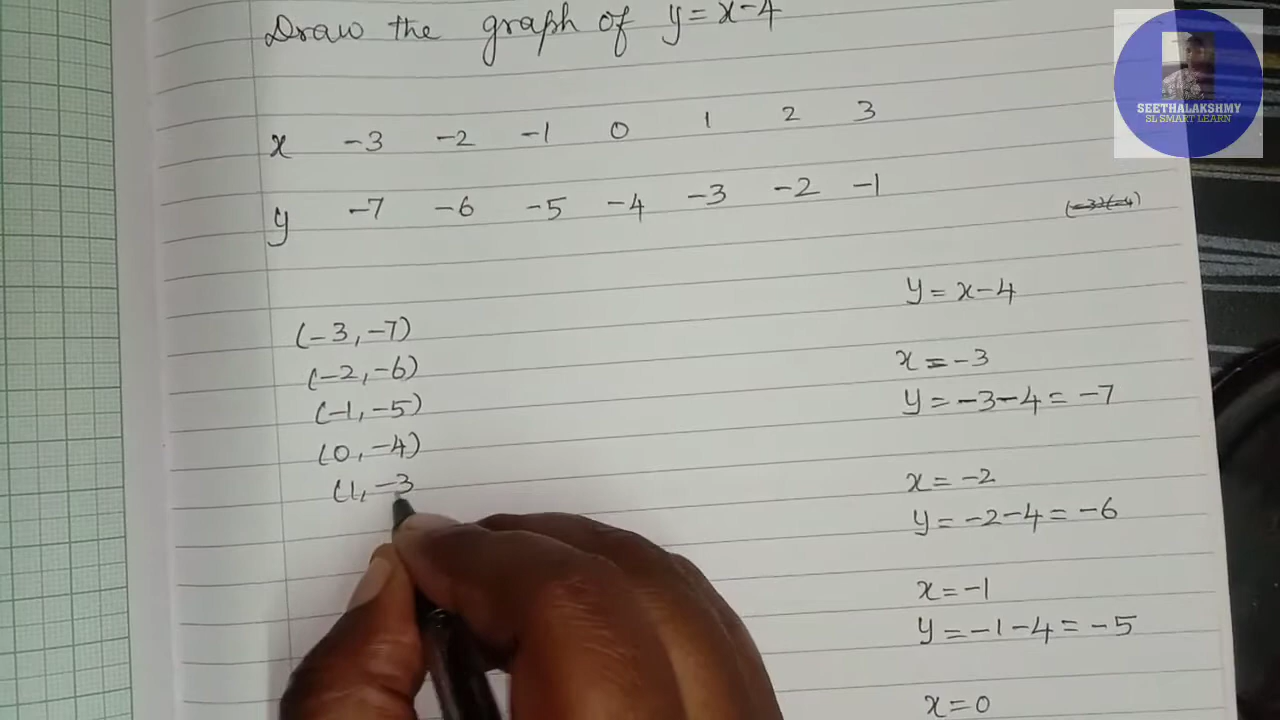 Draw the graph of y = x-4
SEETHALAKSHMY
SL SMART LEARN
x -3 -2 -1 0 1 2 3
y -7 -6 -5 -4 -3 -2 -1
(-3)(-4)
(-3, -7)
(-2, -6)
(-1, -5)
(0, -4)
(1, -3
y = x-4
x = -3
y = -3-4 = -7
x = -2
y = -2-4 = -6
x = -1
y = -1-4 = -5
x = 0